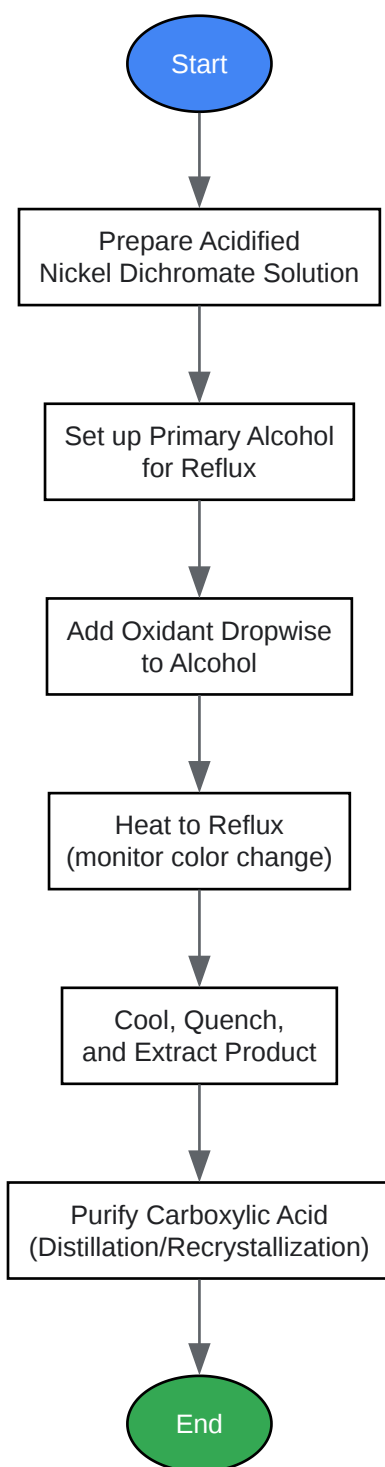 Start
Prepare Acidified
Nickel Dichromate Solution
Set up Primary Alcohol
for Reflux
Add Oxidant Dropwise
to Alcohol
Heat to Reflux
(monitor color change)
Cool, Quench,
and Extract Product
Purify Carboxylic Acid
(Distillation/Recrystallization)
End